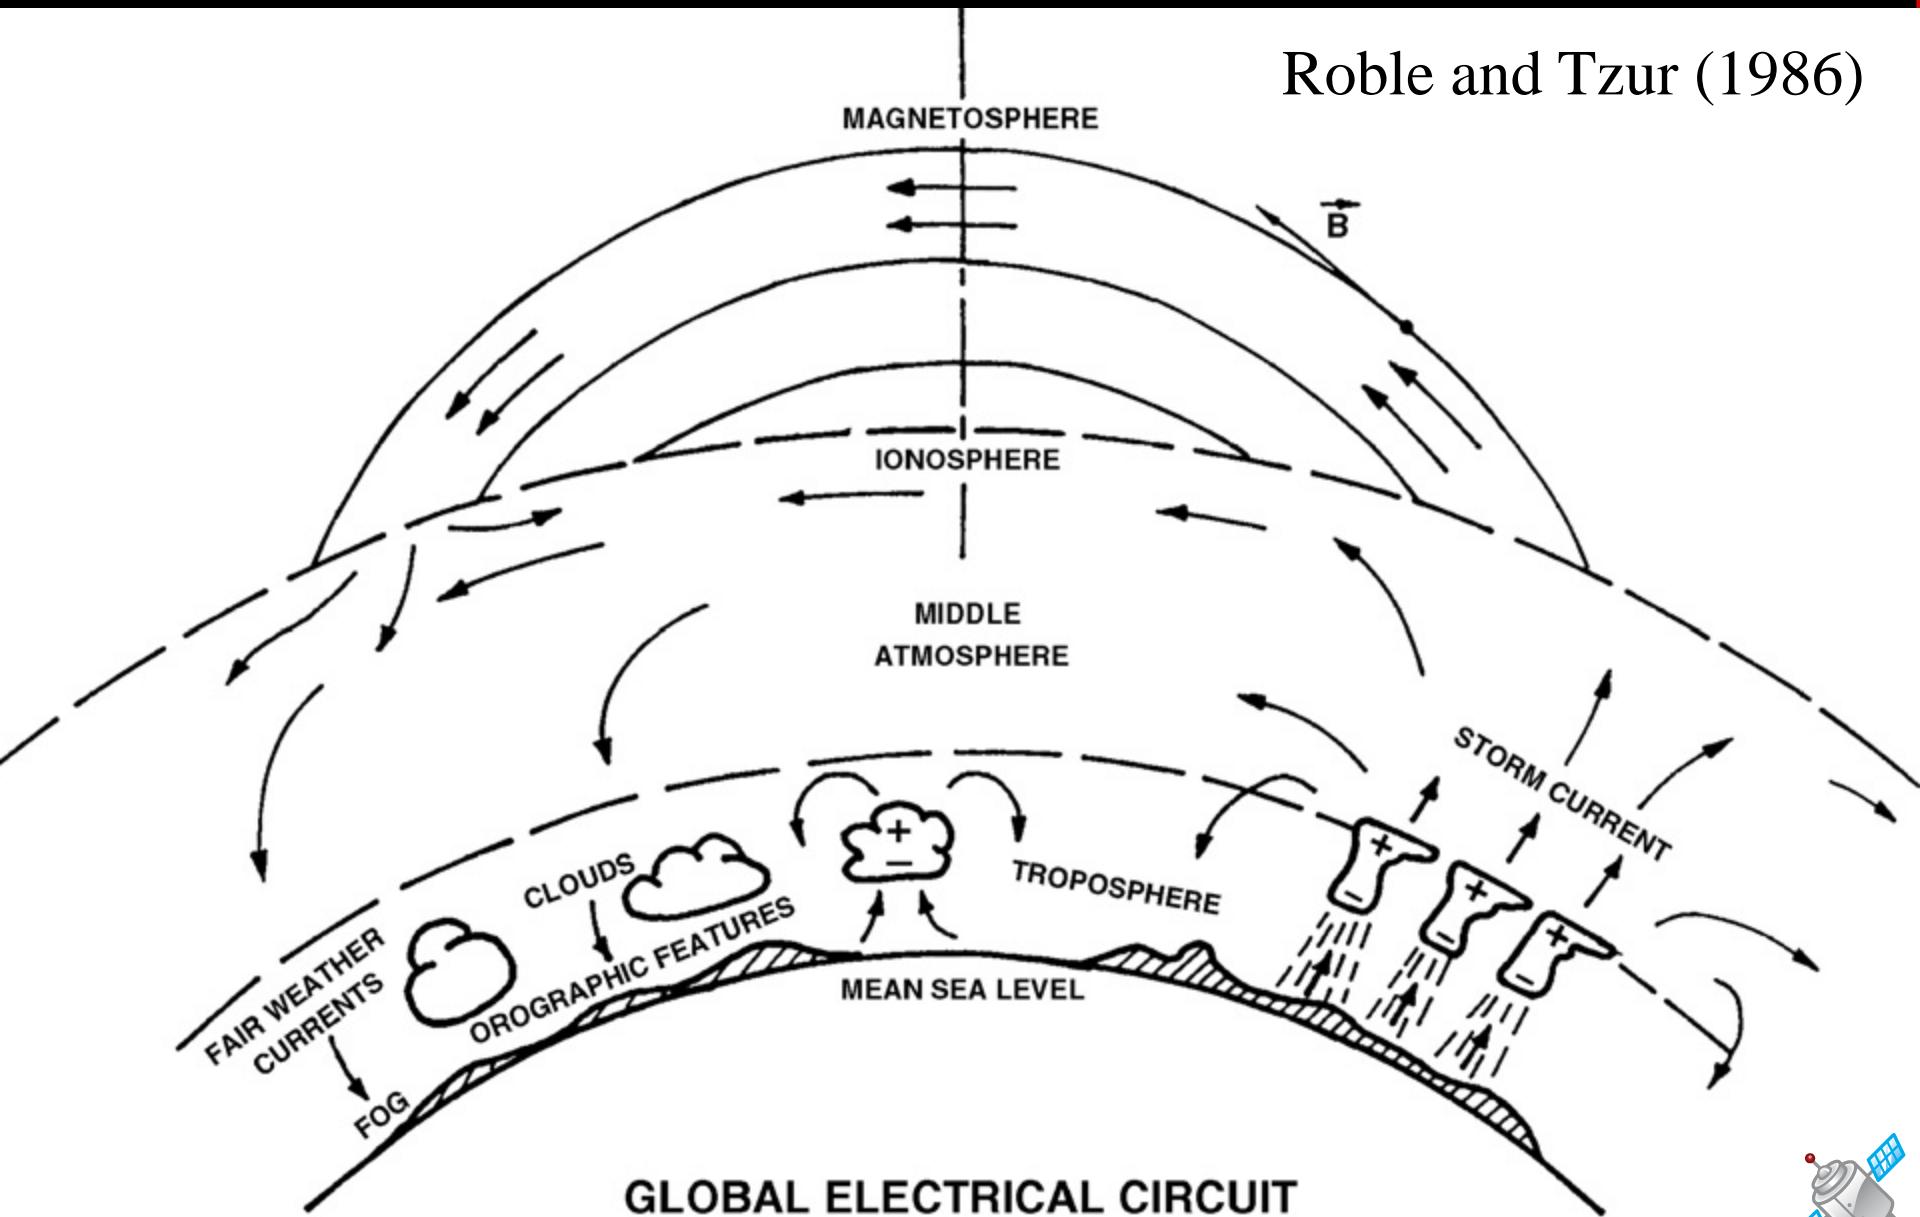 Roble and Tzur (1986)
MAGNETOSPHERE
B
IONOSPHERE
MIDDLE
ATMOSPHERE
STORM CURRENT
+
−
CLOUDS
TROPOSPHERE
+
−
+
−
+
−
FAIR WEATHER
CURRENTS
OROGRAPHIC FEATURES
MEAN SEA LEVEL
FOG
GLOBAL ELECTRICAL CIRCUIT